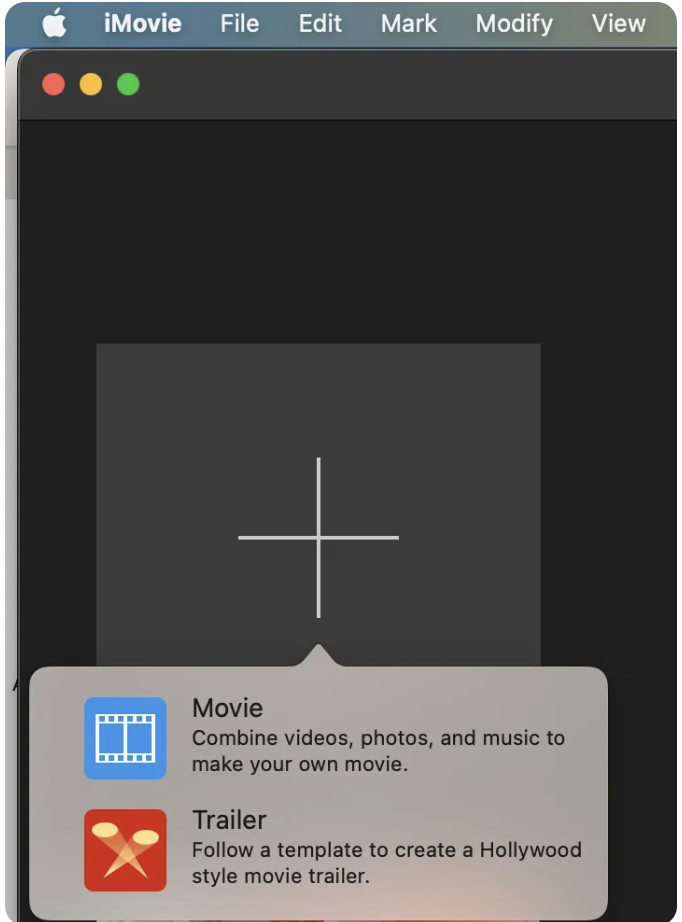 iMovie File Edit Mark Modify View
Movie
Combine videos, photos, and music to
make your own movie.
Trailer
Follow a template to create a Hollywood
style movie trailer.